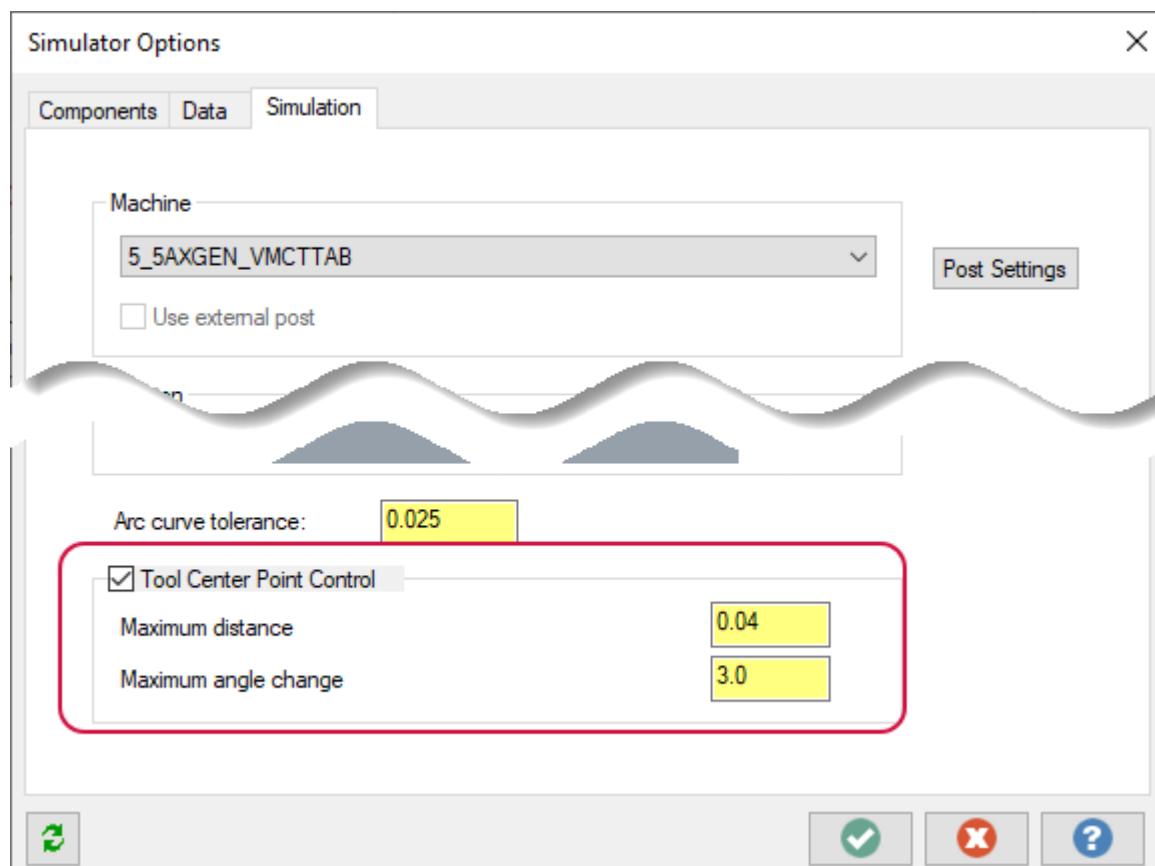 Simulator Options
Components Data Simulation
Machine
5_5AXGEN_VMCTTAB
Post Settings
Use external post
Arc curve tolerance: 0.025
Tool Center Point Control
Maximum distance 0.04
Maximum angle change 3.0
?